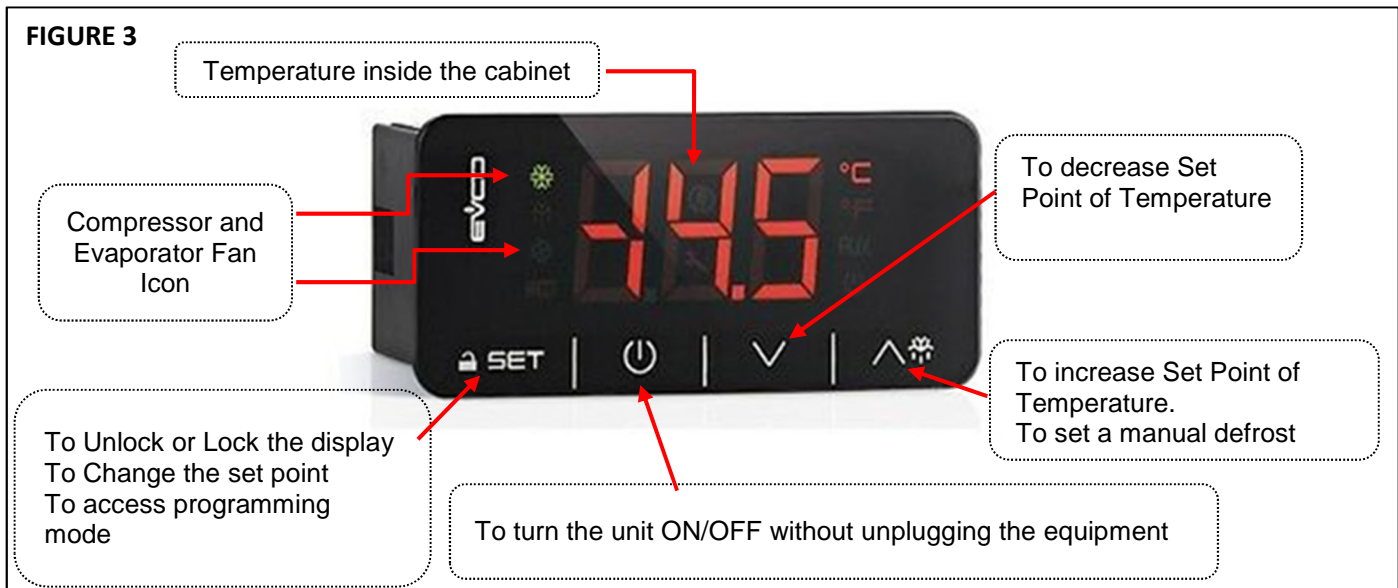 FIGURE 3
Temperature inside the cabinet
EVCO
-14.5
°C
°F
AUX
Compressor and
Evaporator Fan
Icon
To decrease Set
Point of Temperature
SET
To Unlock or Lock the display
To Change the set point
To access programming
mode
To increase Set Point of
Temperature.
To set a manual defrost
To turn the unit ON/OFF without unplugging the equipment